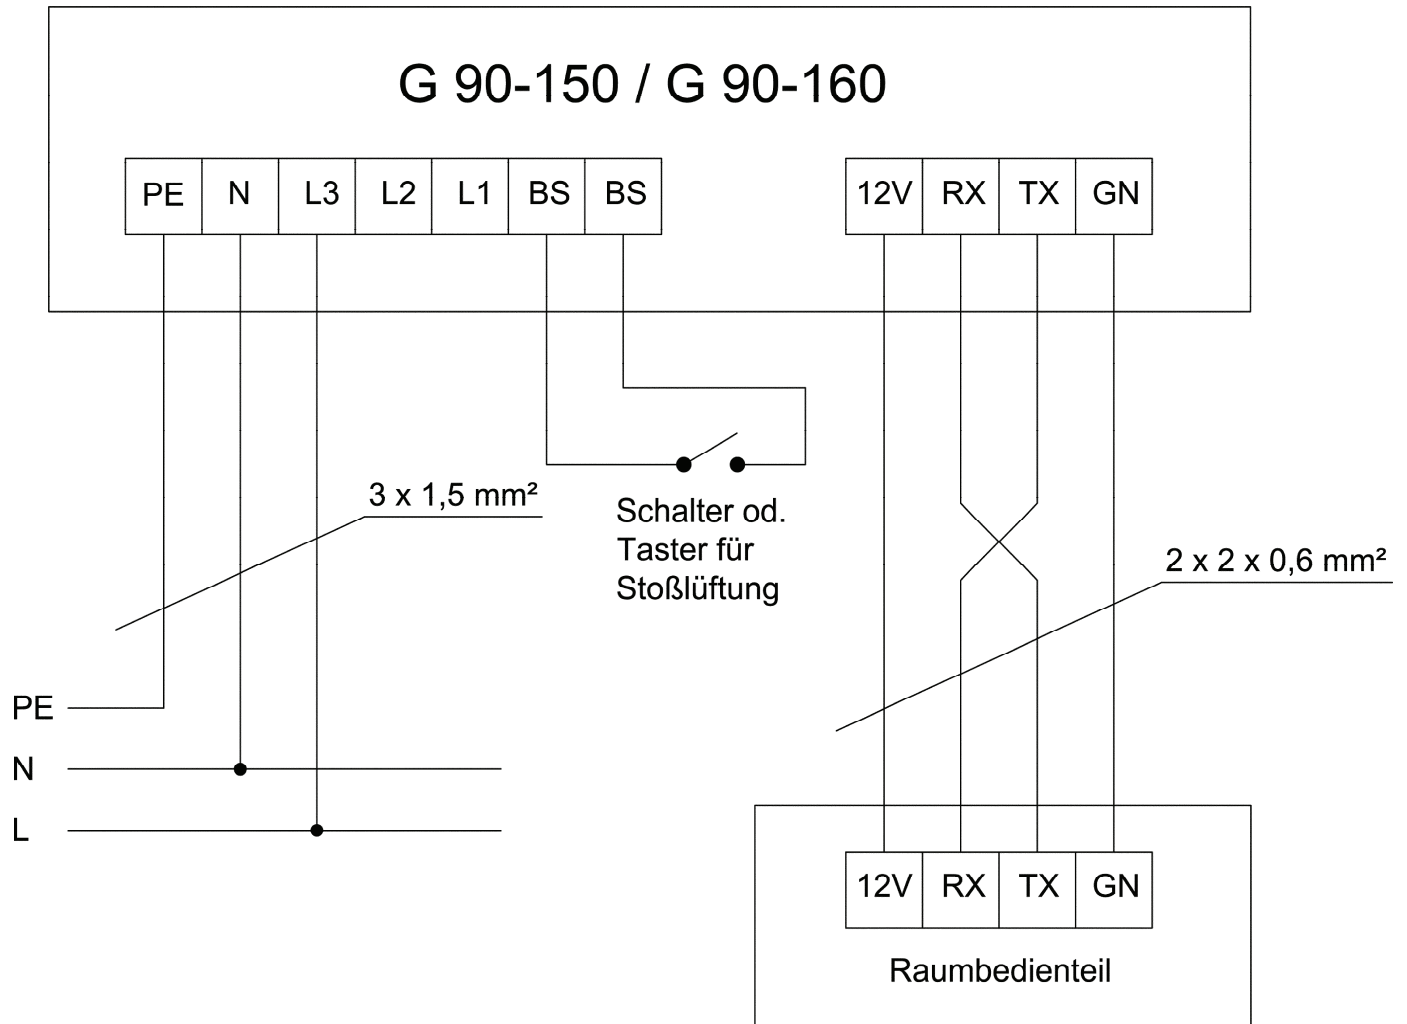 G 90-150 / G 90-160
PE N L3 L2 L1 BS BS
12V RX TX GN
3 x 1,5 mm²
Schalter od.
Taster für
Stoßlüftung
2 x 2 x 0,6 mm²
PE
N
L
12V RX TX GN
Raumbedienteil